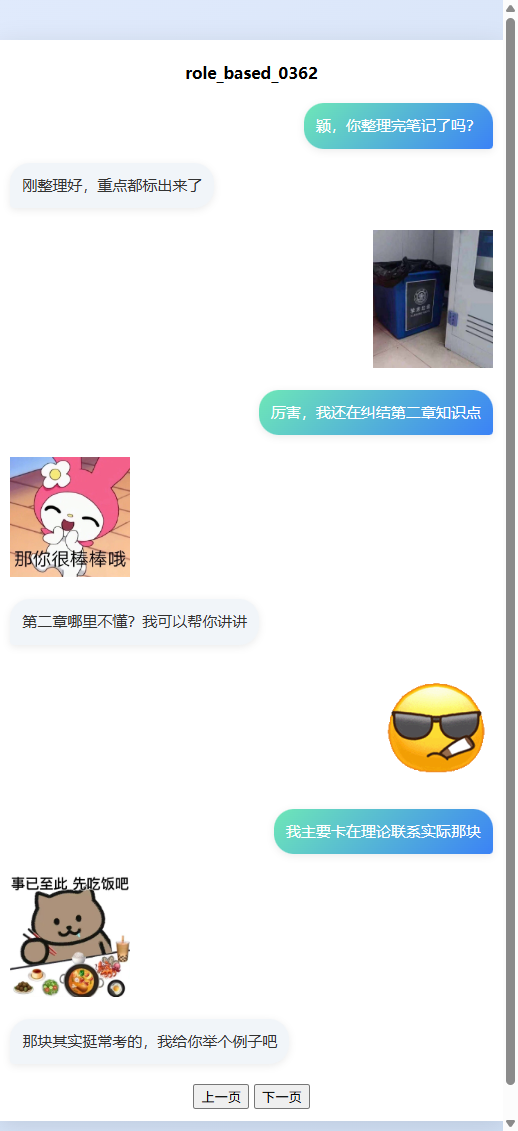 role_based_0362
颖，你整理完笔记了吗？
刚整理好，重点都标出来了
厉害，我还在纠结第二章知识点
那你很棒棒哦
第二章哪里不懂？我可以帮你讲讲
我主要卡在理论联系实际那块
事已至此 先吃饭吧
那块其实挺常考的，我给你举个例子吧
上一页 下一页